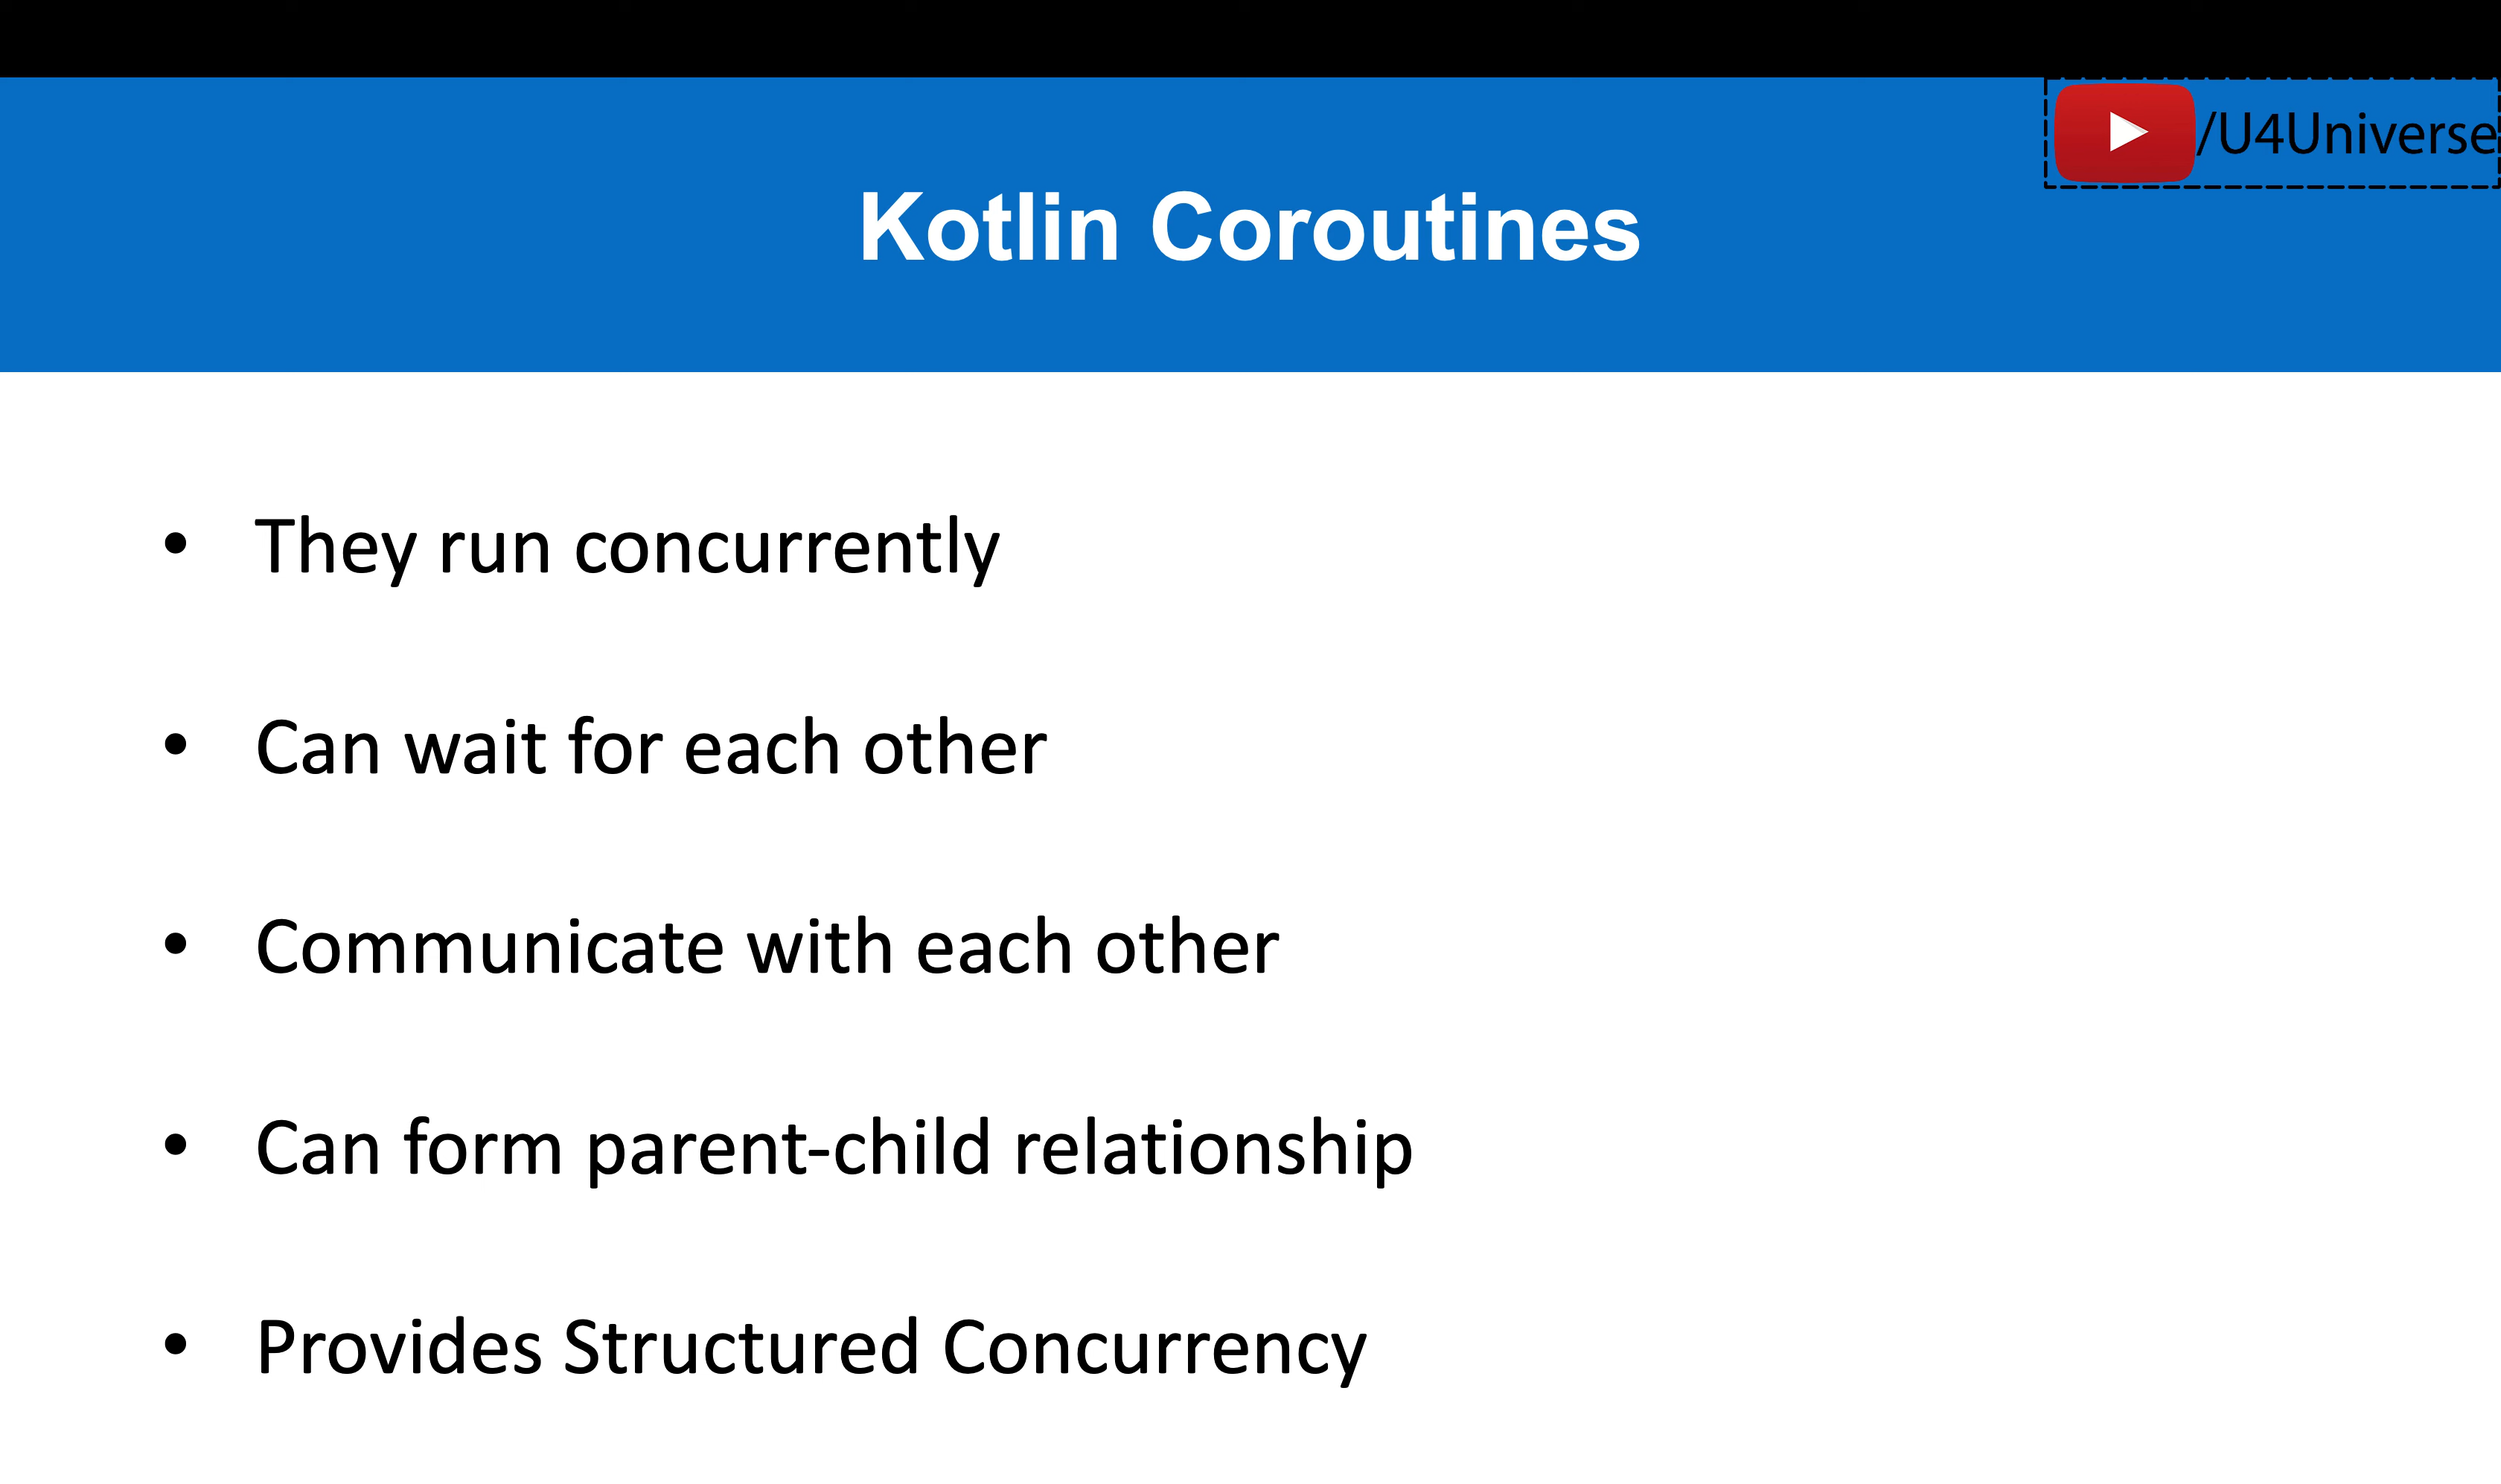 /U4Universe
Kotlin Coroutines
• They run concurrently
• Can wait for each other
• Communicate with each other
• Can form parent-child relationship
• Provides Structured Concurrency